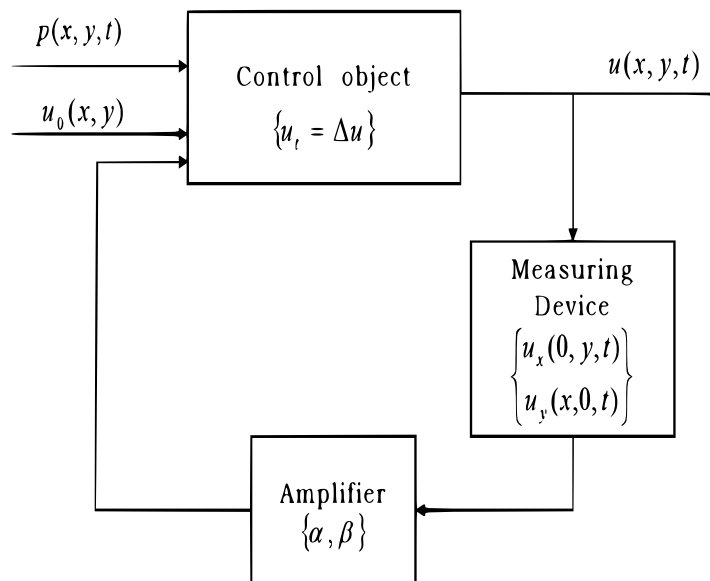 p(x, y, t)
u₀(x, y)
Control object
{uₜ = Δu}
u(x, y, t)
Measuring
Device
{uₓ(0, y, t)
u_y(x,0, t)}
Amplifier
{α, β}